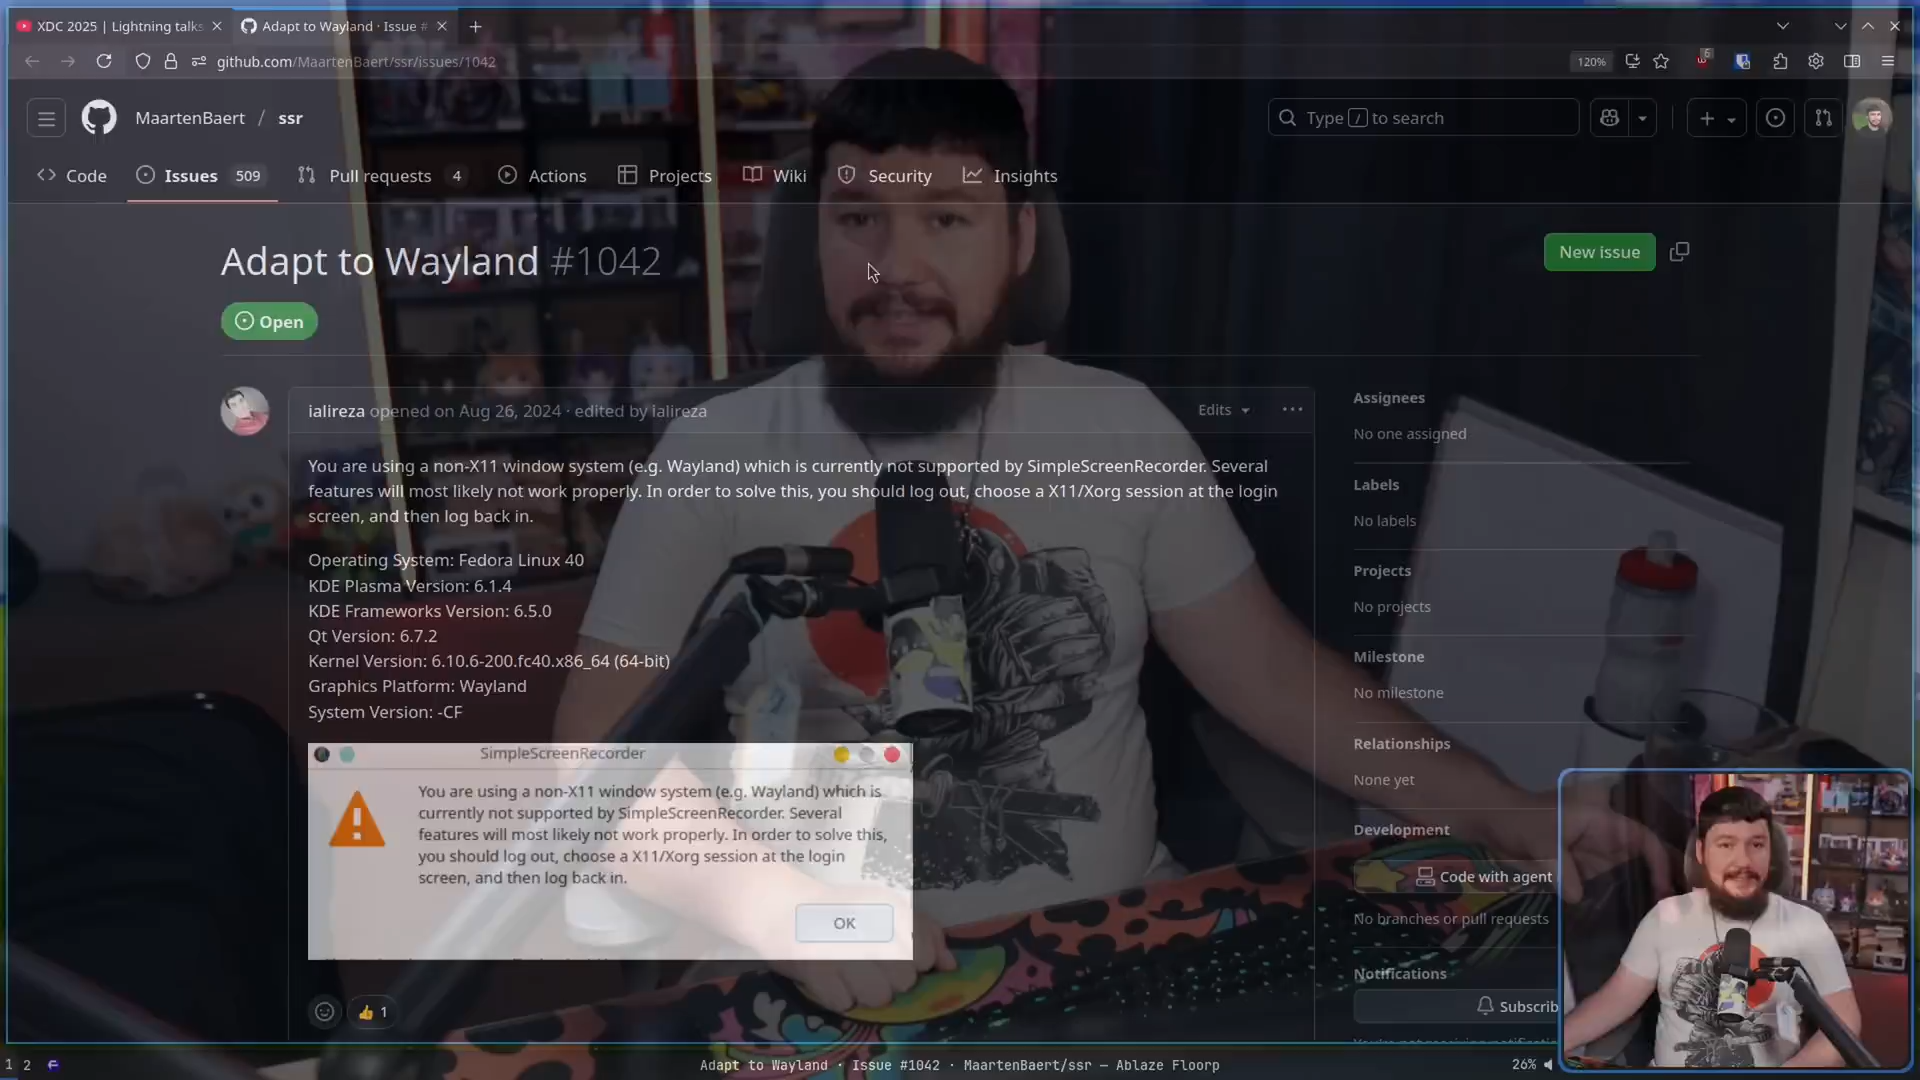 XDC 2025 | Lightning talks
Adapt to Wayland · Issue #
github.com/MaartenBaert/ssr/issues/1042
120%
6
MaartenBaert / ssr
Type / to search
Code
Issues 509
Pull requests 4
Actions
Projects
Wiki
Security
Insights
Adapt to Wayland #1042
New issue
Open
ialireza opened on Aug 26, 2024 · edited by ialireza
Edits
You are using a non-X11 window system (e.g. Wayland) which is currently not supported by SimpleScreenRecorder. Several
features will most likely not work properly. In order to solve this, you should log out, choose a X11/Xorg session at the login
screen, and then log back in.
Operating System: Fedora Linux 40
KDE Plasma Version: 6.1.4
KDE Frameworks Version: 6.5.0
Qt Version: 6.7.2
Kernel Version: 6.10.6-200.fc40.x86_64 (64-bit)
Graphics Platform: Wayland
System Version: -CF
SimpleScreenRecorder
You are using a non-X11 window system (e.g. Wayland) which is
currently not supported by SimpleScreenRecorder. Several
features will most likely not work properly. In order to solve this,
you should log out, choose a X11/Xorg session at the login
screen, and then log back in.
OK
👍 1
Assignees
No one assigned
Labels
No labels
Projects
No projects
Milestone
No milestone
Relationships
None yet
Development
Code with agent
No branches or pull requests
Notifications
Subscrib
1 2
Adapt to Wayland · Issue #1042 · MaartenBaert/ssr — Ablaze Floorp
26%